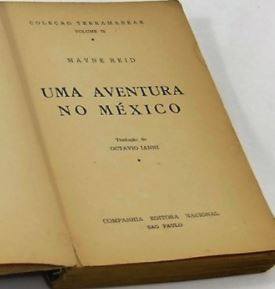 COLEÇÃO TERRAMAREAR
VOLUME 76
MAYNE REID
UMA AVENTURA
NO MÉXICO
Tradução de
OCTAVIO IANNI
COMPANHIA EDITORA NACIONAL
SÃO PAULO